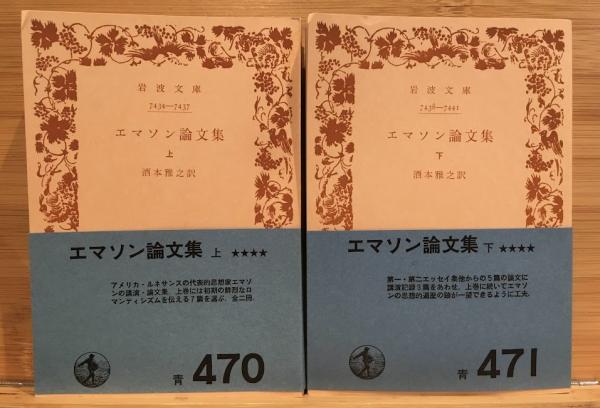 岩波文庫
7434—7437
エマソン論文集
上
酒本雅之訳
エマソン論文集 上 ★★★★
アメリカ・ルネサンスの代表的思想家エマソ
ンの講演・論文集．上巻には初期の鮮烈なロ
マンティシズムを伝える7篇を選ぶ．全二冊．
青 470
岩波文庫
7438—7441
エマソン論文集
下
酒本雅之訳
エマソン論文集 下 ★★★★
第一・第二エッセイ集他からの5篇の論文に
講演記録3篇をあわせ，上巻に続いてエマソ
ンの思想的遍歴の跡が一望できるように工夫．
青 471